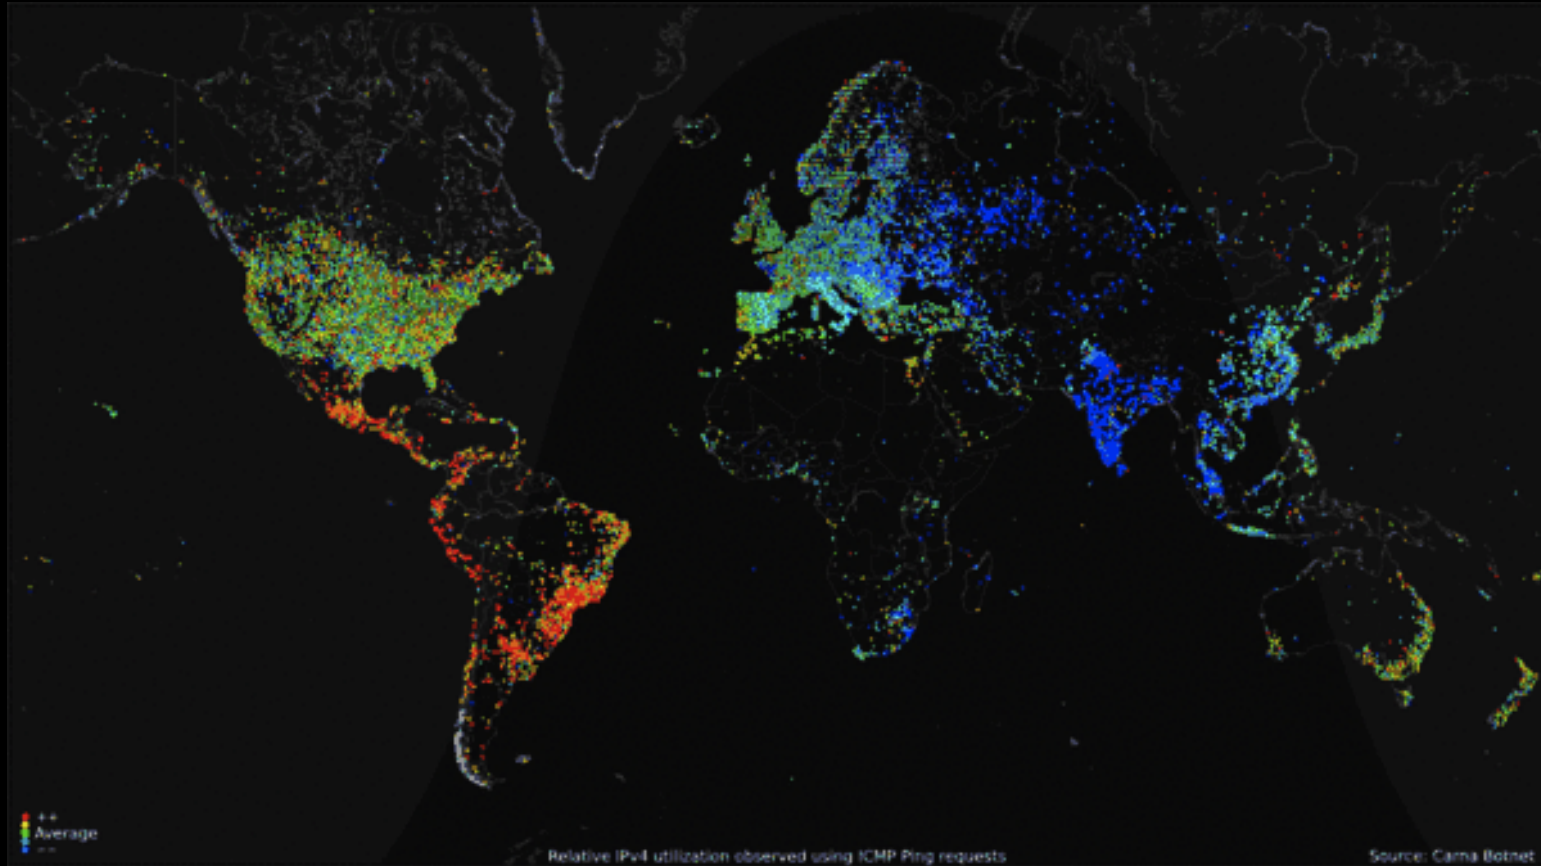 ++
Average
--
Relative IPv4 utilization observed using ICMP Ping requests
Source: Carna Botnet